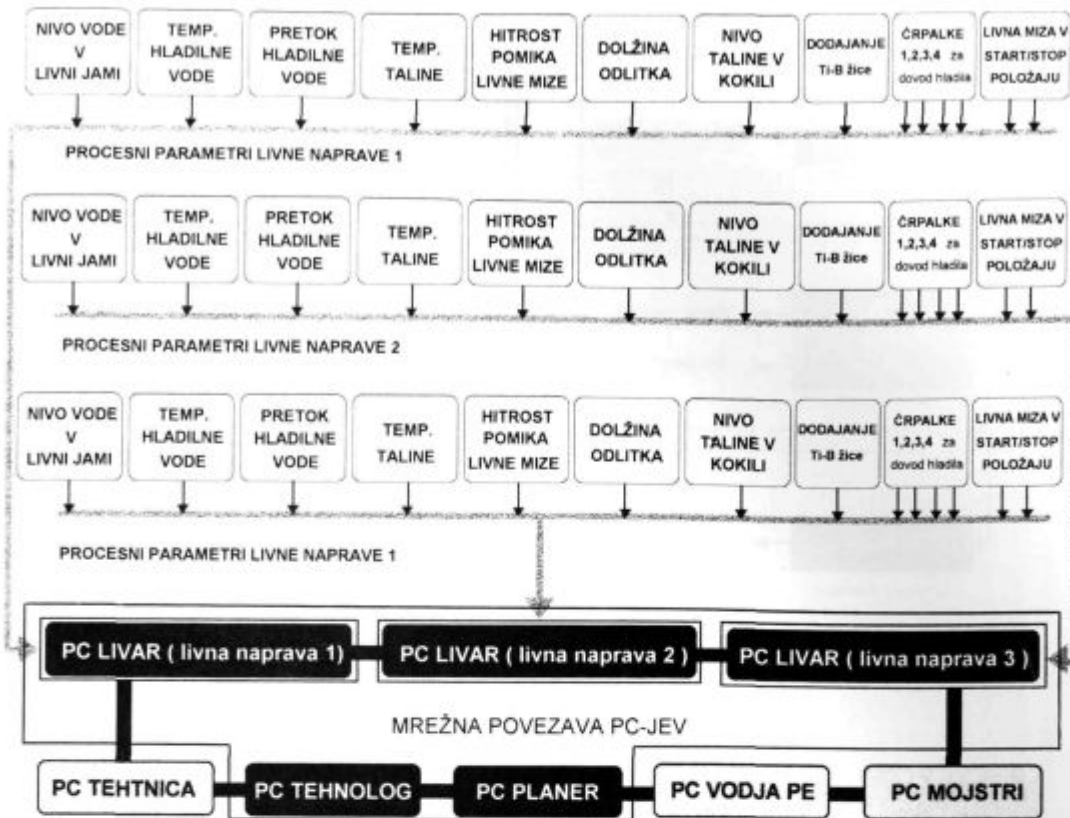 NIVO VODE
V
LIVNI JAMI
TEMP.
HLADILNE
VODE
PRETOK
HLADILNE
VODE
TEMP.
TALINE
HITROST
POMIKA
LIVNE MIZE
DOLŽINA
ODLITKA
NIVO
TALINE V
KOKILI
DODAJANJE
Ti-B žice
ČRPALKE
1,2,3,4 za
dovod hladila
LIVNA MIZA V
START/STOP
POLOŽAJU
PROCESNI PARAMETRI LIVNE NAPRAVE 1
NIVO VODE
V
LIVNI JAMI
TEMP.
HLADILNE
VODE
PRETOK
HLADILNE
VODE
TEMP.
TALINE
HITROST
POMIKA
LIVNE MIZE
DOLŽINA
ODLITKA
NIVO
TALINE V
KOKILI
DODAJANJE
Ti-B žice
ČRPALKE
1,2,3,4 za
dovod hladila
LIVNA MIZA V
START/STOP
POLOŽAJU
PROCESNI PARAMETRI LIVNE NAPRAVE 2
NIVO VODE
V
LIVNI JAMI
TEMP.
HLADILNE
VODE
PRETOK
HLADILNE
VODE
TEMP.
TALINE
HITROST
POMIKA
LIVNE MIZE
DOLŽINA
ODLITKA
NIVO
TALINE V
KOKILI
DODAJANJE
Ti-B žice
ČRPALKE
1,2,3,4 za
dovod hladila
LIVNA MIZA V
START/STOP
POLOŽAJU
PROCESNI PARAMETRI LIVNE NAPRAVE 1
PC LIVAR ( livna naprava 1)
PC LIVAR ( livna naprava 2 )
PC LIVAR ( livna naprava 3 )
MREŽNA POVEZAVA PC-JEV
PC TEHTNICA
PC TEHNOLOG
PC PLANER
PC VODJA PE
PC MOJSTRI